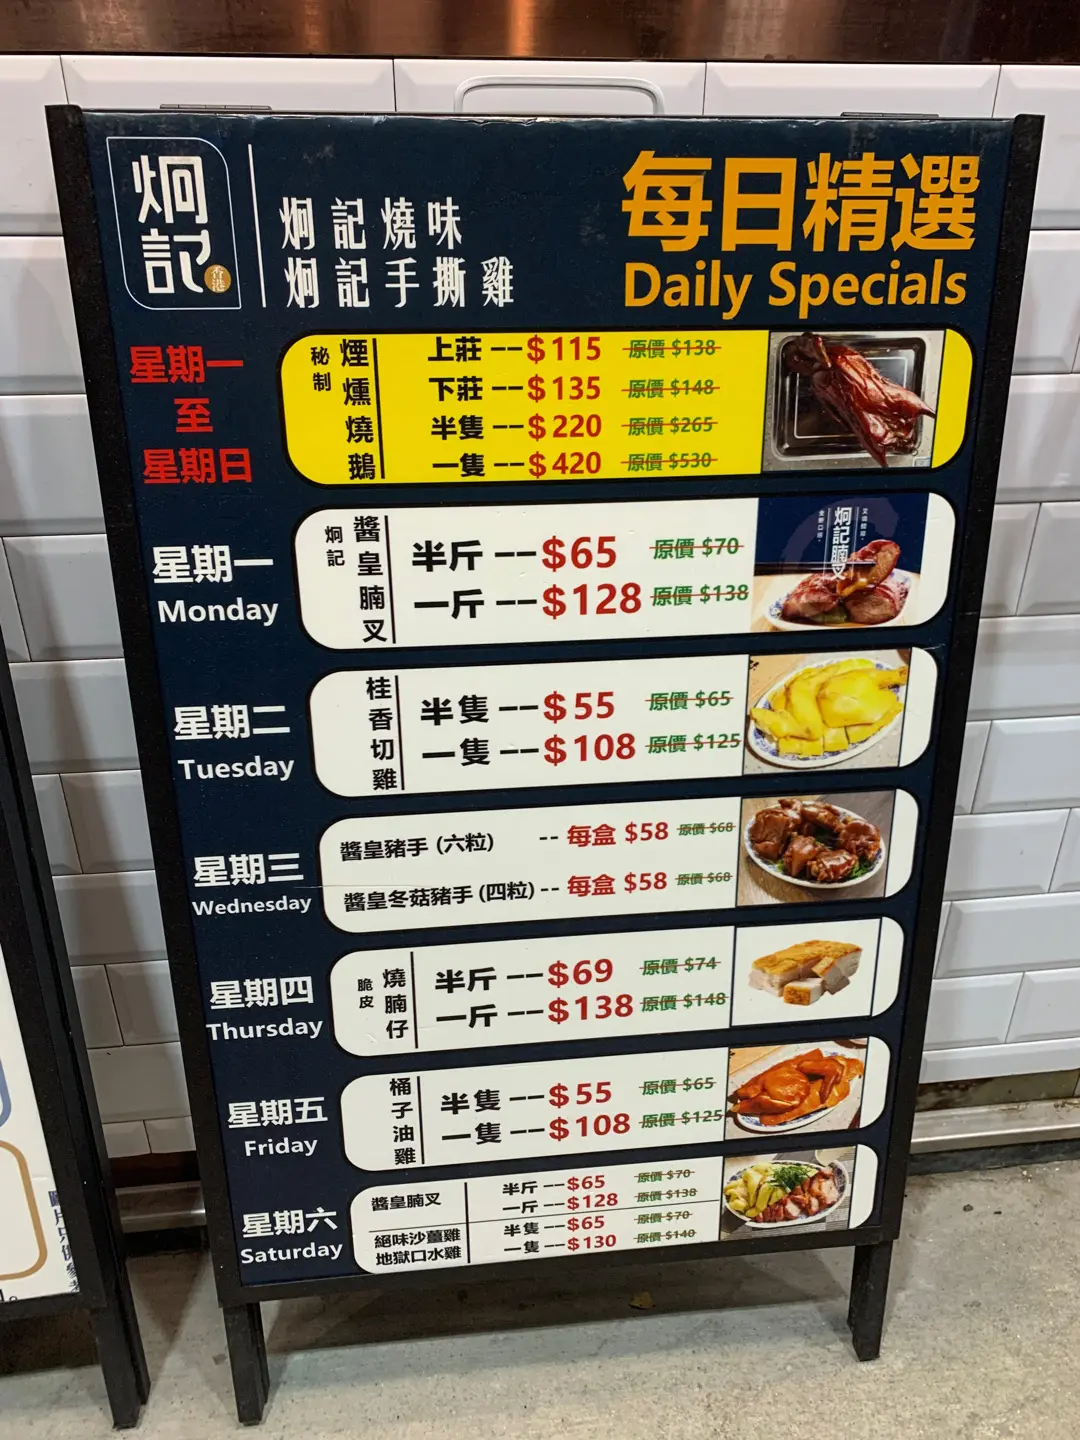 炯記
香港
炯記燒味
炯記手撕雞
每日精選
Daily Specials
星期一
至
星期日
秘制
煙燻燒鵝
上莊 -- $115 原價 $138
下莊 -- $135 原價 $148
半隻 -- $220 原價 $265
一隻 -- $420 原價 $530
星期一
Monday
炯記
醬皇腩叉
半斤 -- $65 原價 $70
一斤 -- $128 原價 $138
炯記腩叉
星期二
Tuesday
桂香切雞
半隻 -- $55 原價 $65
一隻 -- $108 原價 $125
星期三
Wednesday
醬皇豬手 (六粒) -- 每盒 $58 原價 $68
醬皇冬菇豬手 (四粒) -- 每盒 $58 原價 $68
星期四
Thursday
脆皮
燒腩仔
半斤 -- $69 原價 $74
一斤 -- $138 原價 $148
星期五
Friday
桶子油雞
半隻 -- $55 原價 $65
一隻 -- $108 原價 $125
星期六
Saturday
醬皇腩叉
半斤 -- $65 原價 $70
一斤 -- $128 原價 $138
絕味沙薑雞
地獄口水雞
半隻 -- $65 原價 $70
一隻 -- $130 原價 $140